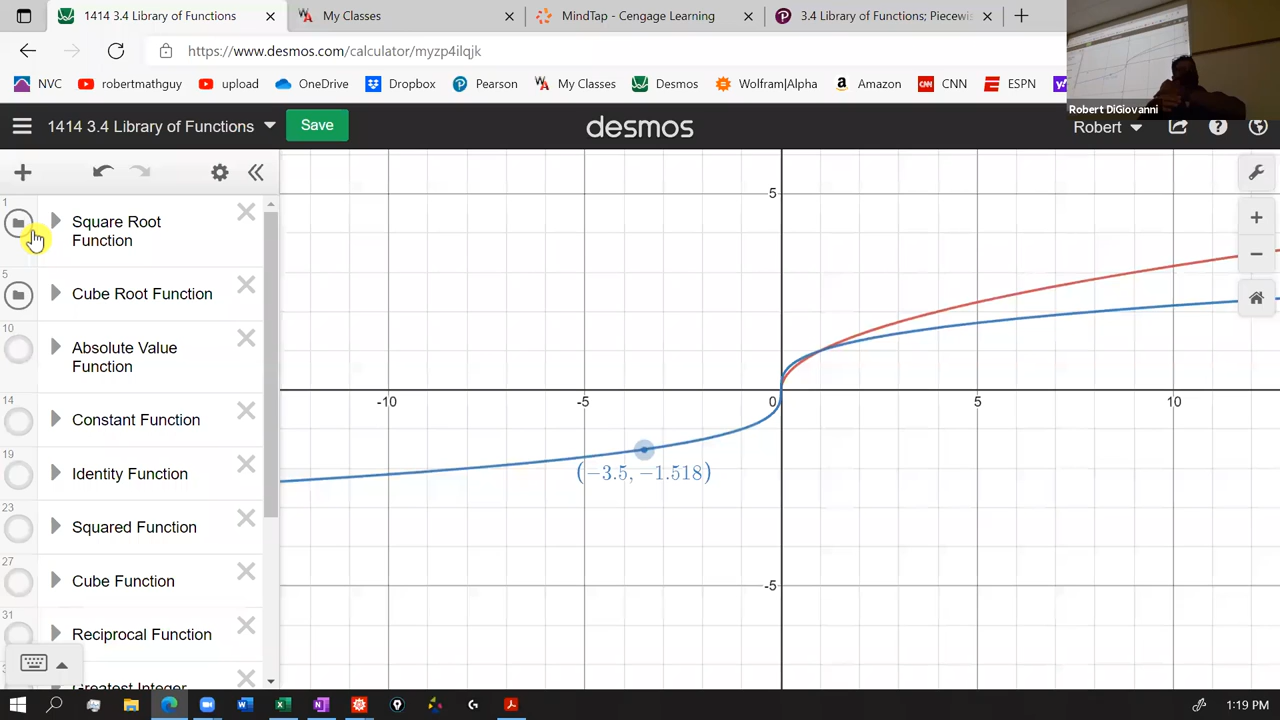 1414 3.4 Library of Functions
My Classes
MindTap - Cengage Learning
3.4 Library of Functions; Piecewis
https://www.desmos.com/calculator/myzp4ilqjk
NVC
robertmathguy
upload
OneDrive
Dropbox
Pearson
My Classes
Desmos
Wolfram|Alpha
Amazon
CNN
ESPN
Robert DiGiovanni
1414 3.4 Library of Functions
Save
desmos
Robert
1
Square Root
Function
5
Cube Root Function
10
Absolute Value
Function
14
Constant Function
19
Identity Function
23
Squared Function
27
Cube Function
31
Reciprocal Function
Greatest Integer
5
-10
-5
0
5
10
-5
(−3.5, −1.518)
1:19 PM